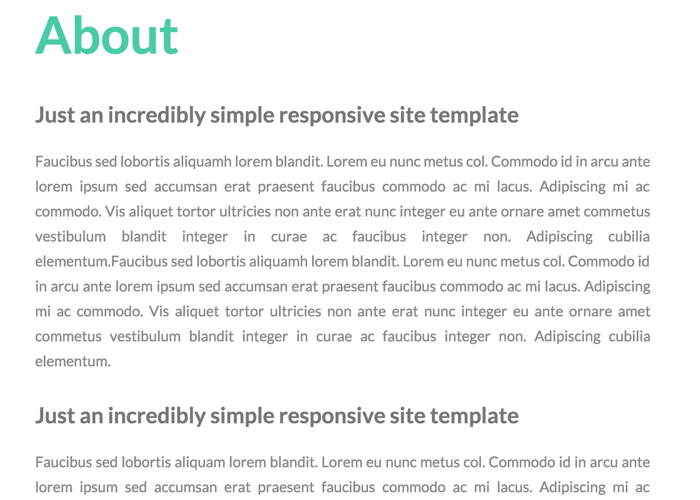 About
Just an incredibly simple responsive site template
Faucibus sed lobortis aliquamh lorem blandit. Lorem eu nunc metus col. Commodo id in arcu ante
lorem ipsum sed accumsan erat praesent faucibus commodo ac mi lacus. Adipiscing mi ac
commodo. Vis aliquet tortor ultricies non ante erat nunc integer eu ante ornare amet commetus
vestibulum blandit integer in curae ac faucibus integer non. Adipiscing cubilia
elementum.Faucibus sed lobortis aliquamh lorem blandit. Lorem eu nunc metus col. Commodo id
in arcu ante lorem ipsum sed accumsan erat praesent faucibus commodo ac mi lacus. Adipiscing
mi ac commodo. Vis aliquet tortor ultricies non ante erat nunc integer eu ante ornare amet
commetus vestibulum blandit integer in curae ac faucibus integer non. Adipiscing cubilia
elementum.
Just an incredibly simple responsive site template
Faucibus sed lobortis aliquam lorem blandit. Lorem eu nunc metus col. Commodo id in arcu ante
lorem ipsum sed accumsan erat praesent faucibus commodo ac mi lacus. Adipiscing mi ac